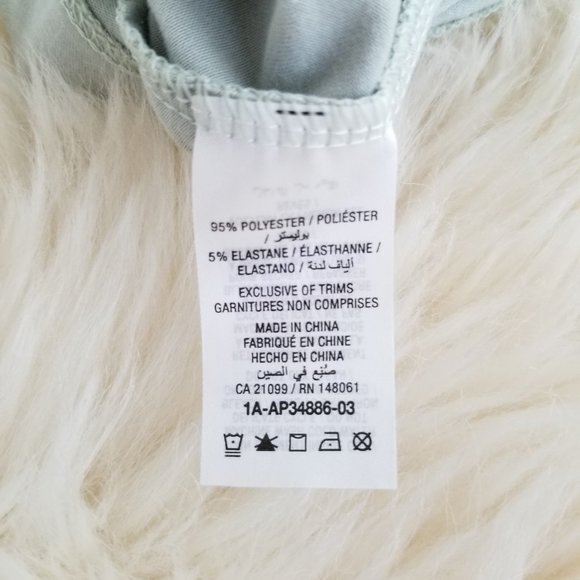 95% POLYESTER / POLIÉSTER
/ بوليستر /
5% ELASTANE / ÉLASTHANNE /
ELASTANO / ألياف لدنة /
EXCLUSIVE OF TRIMS
GARNITURES NON COMPRISES
MADE IN CHINA
FABRIQUÉ EN CHINE
HECHO EN CHINA
صُنِع في الصين
CA 21099 / RN 148061
1A-AP34886-03